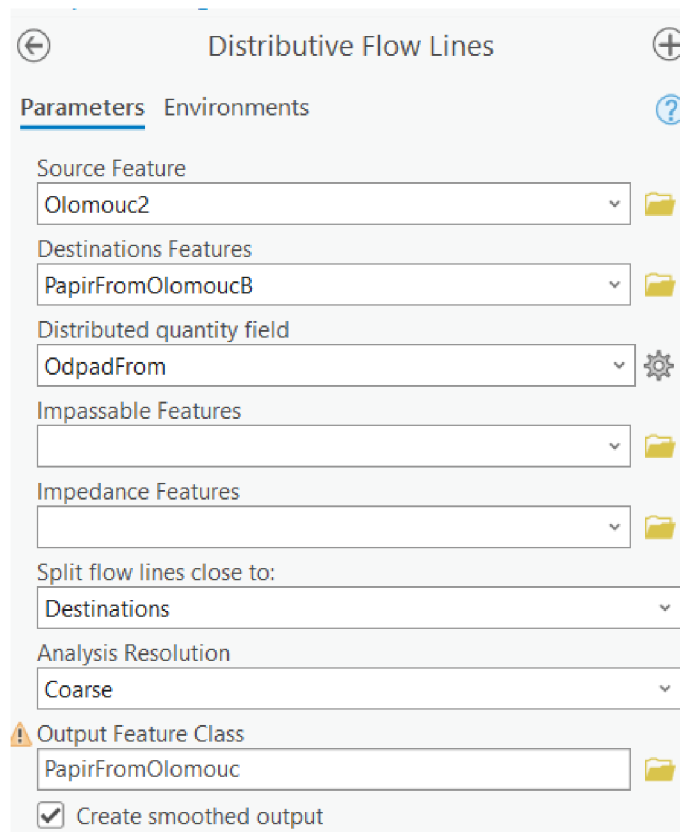 Distributive Flow Lines
Parameters Environments
?
Source Feature
Olomouc2
Destinations Features
PapirFromOlomoucB
Distributed quantity field
OdpadFrom
Impassable Features
Impedance Features
Split flow lines close to:
Destinations
Analysis Resolution
Coarse
Output Feature Class
PapirFromOlomouc
Create smoothed output